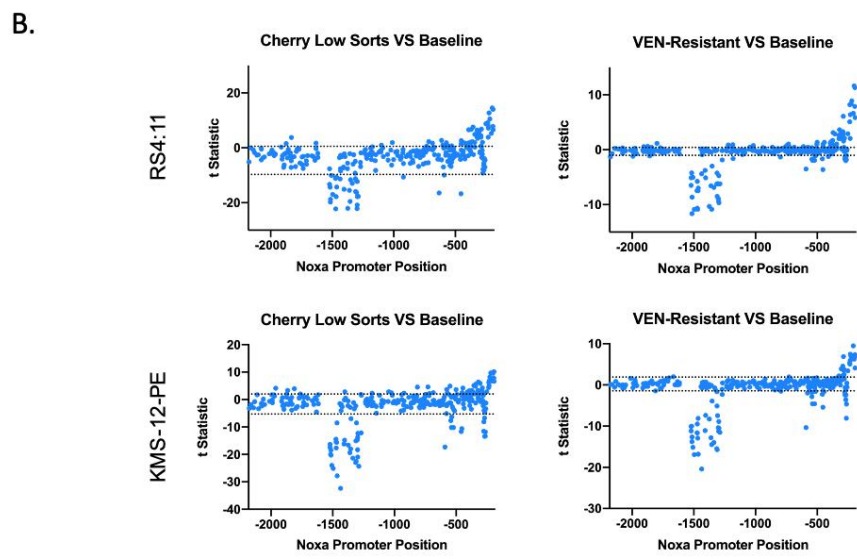 B.
RS4:11
Cherry Low Sorts VS Baseline
t Statistic
20
0
-20
-2000 -1500 -1000 -500
Noxa Promoter Position
VEN-Resistant VS Baseline
t Statistic
10
0
-10
-2000 -1500 -1000 -500
Noxa Promoter Position
KMS-12-PE
Cherry Low Sorts VS Baseline
t Statistic
20
10
0
-10
-20
-30
-40
-2000 -1500 -1000 -500
Noxa Promoter Position
VEN-Resistant VS Baseline
t Statistic
10
0
-10
-20
-30
-2000 -1500 -1000 -500
Noxa Promoter Position